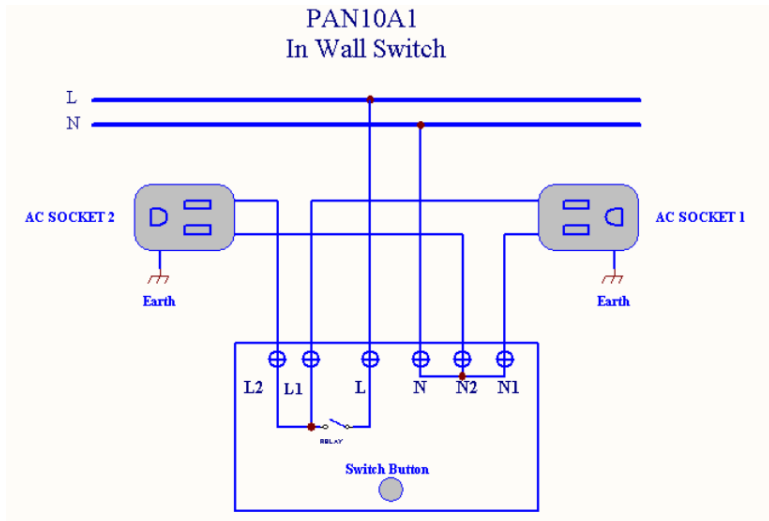 PAN10A1
In Wall Switch
L
N
AC SOCKET 2
AC SOCKET 1
Earth
Earth
L2 L1 L N N2 N1
RELAY
Switch Button